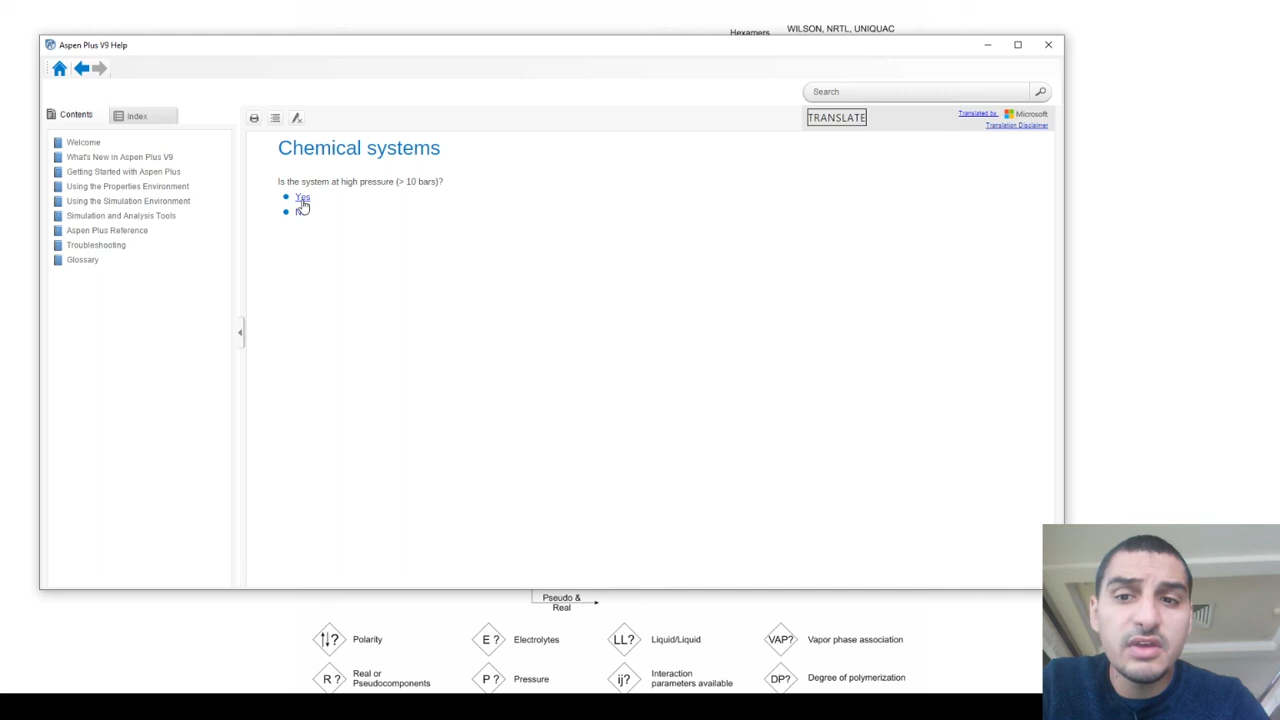 Hexamers
WILSON, NRTL, UNIQUAC
Aspen Plus V9 Help
Search
Contents
Index
TRANSLATE
Translated by
Microsoft
Translation Disclaimer
Welcome
What's New in Aspen Plus V9
Getting Started with Aspen Plus
Using the Properties Environment
Using the Simulation Environment
Simulation and Analysis Tools
Aspen Plus Reference
Troubleshooting
Glossary
Chemical systems
Is the system at high pressure (> 10 bars)?
Yes
Pseudo &
Real
↑↓?
Polarity
E ?
Electrolytes
LL?
Liquid/Liquid
VAP?
Vapor phase association
R ?
Real or
Pseudocomponents
P ?
Pressure
ij?
Interaction
parameters available
DP?
Degree of polymerization